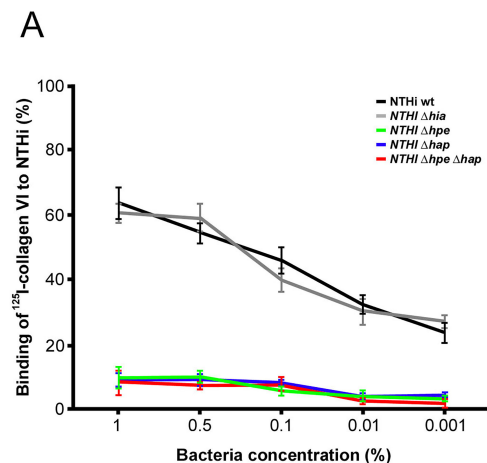 A
Binding of ¹²⁵I-collagen VI to NTHi (%)
100
80
60
40
20
0
NTHi wt
NTHI Δhia
NTHI Δhpe
NTHI Δhap
NTHI Δhpe Δhap
1 0.5 0.1 0.01 0.001
Bacteria concentration (%)